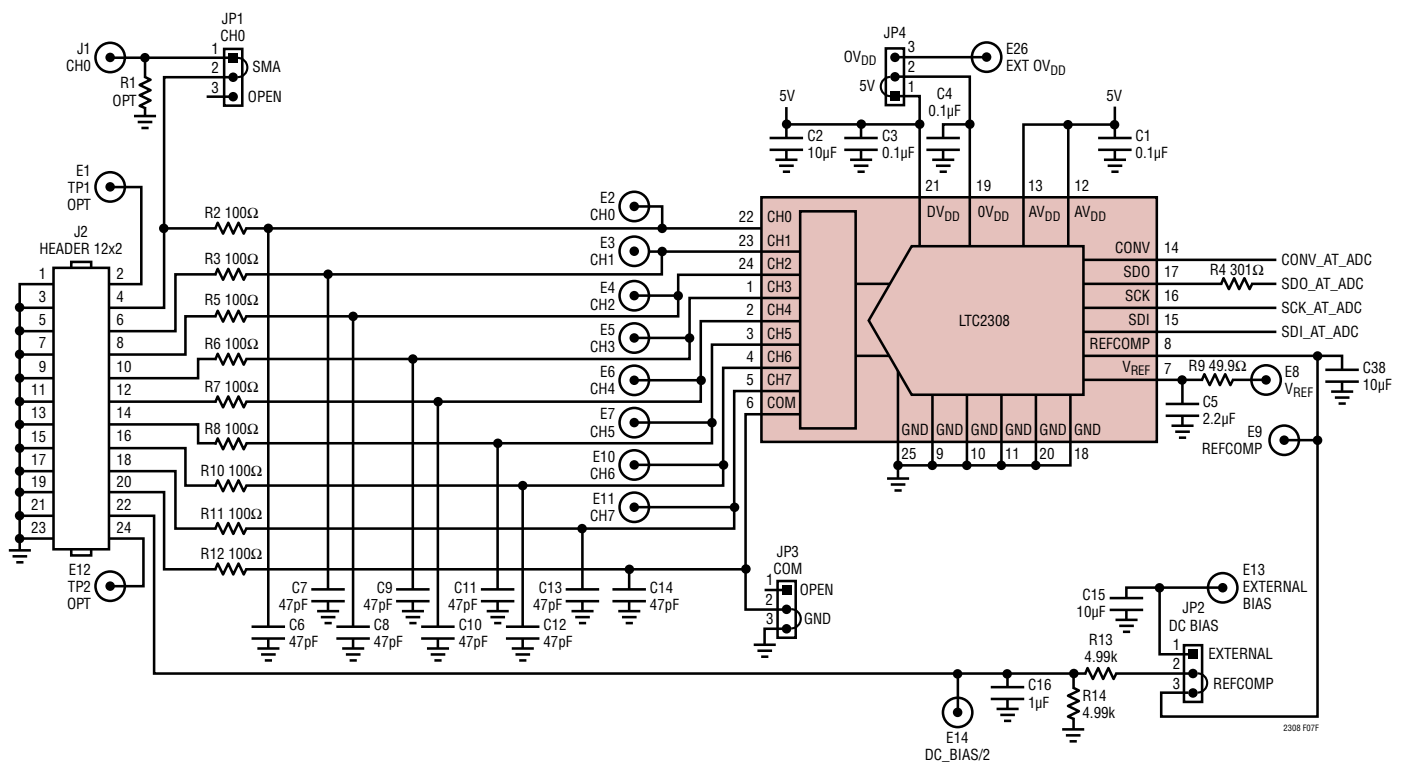 JP1
CH0
J1
CH0
1
2
3
SMA
OPEN
R1
OPT
JP4
0VDD
5V
3
2
1
E26
EXT 0VDD
5V
C2
10µF
C3
0.1µF
C4
0.1µF
5V
C1
0.1µF
E1
TP1
OPT
J2
HEADER 12x2
1
3
5
7
9
11
13
15
17
19
21
23
2
4
6
8
10
12
14
16
18
20
22
24
E12
TP2
OPT
R2 100Ω
R3 100Ω
R5 100Ω
R6 100Ω
R7 100Ω
R8 100Ω
R10 100Ω
R11 100Ω
R12 100Ω
E2
CH0
E3
CH1
E4
CH2
E5
CH3
E6
CH4
E7
CH5
E10
CH6
E11
CH7
22 CH0
23 CH1
24 CH2
1 CH3
2 CH4
3 CH5
4 CH6
5 CH7
6 COM
21 19 13 12
DVDD 0VDD AVDD AVDD
LTC2308
CONV 14
SDO 17
SCK 16
SDI 15
REFCOMP 8
VREF 7
CONV_AT_ADC
R4 301Ω
SDO_AT_ADC
SCK_AT_ADC
SDI_AT_ADC
GND GND GND GND GND GND
25 9 10 11 20 18
R9 49.9Ω
E8
VREF
C5
2.2µF
C38
10µF
E9
REFCOMP
C7
47pF
C9
47pF
C11
47pF
C13
47pF
C14
47pF
C6
47pF
C8
47pF
C10
47pF
C12
47pF
JP3
COM
1
2
3
OPEN
GND
C15
10µF
E13
EXTERNAL
BIAS
JP2
DC BIAS
1
2
3
EXTERNAL
REFCOMP
R13
4.99k
R14
4.99k
C16
1µF
E14
DC_BIAS/2
2308 F07F